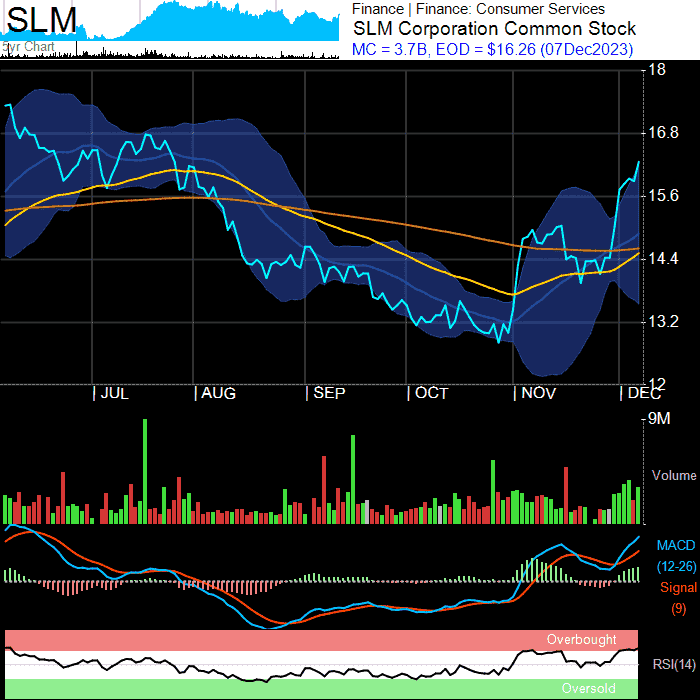 SLM
5yr Chart
Finance | Finance: Consumer Services
SLM Corporation Common Stock
MC = 3.7B, EOD = $16.26 (07Dec2023)
18
16.8
15.6
14.4
13.2
12
| JUL | AUG | SEP | OCT | NOV | DEC
9M
Volume
MACD
(12-26)
Signal
(9)
Overbought
RSI(14)
Oversold